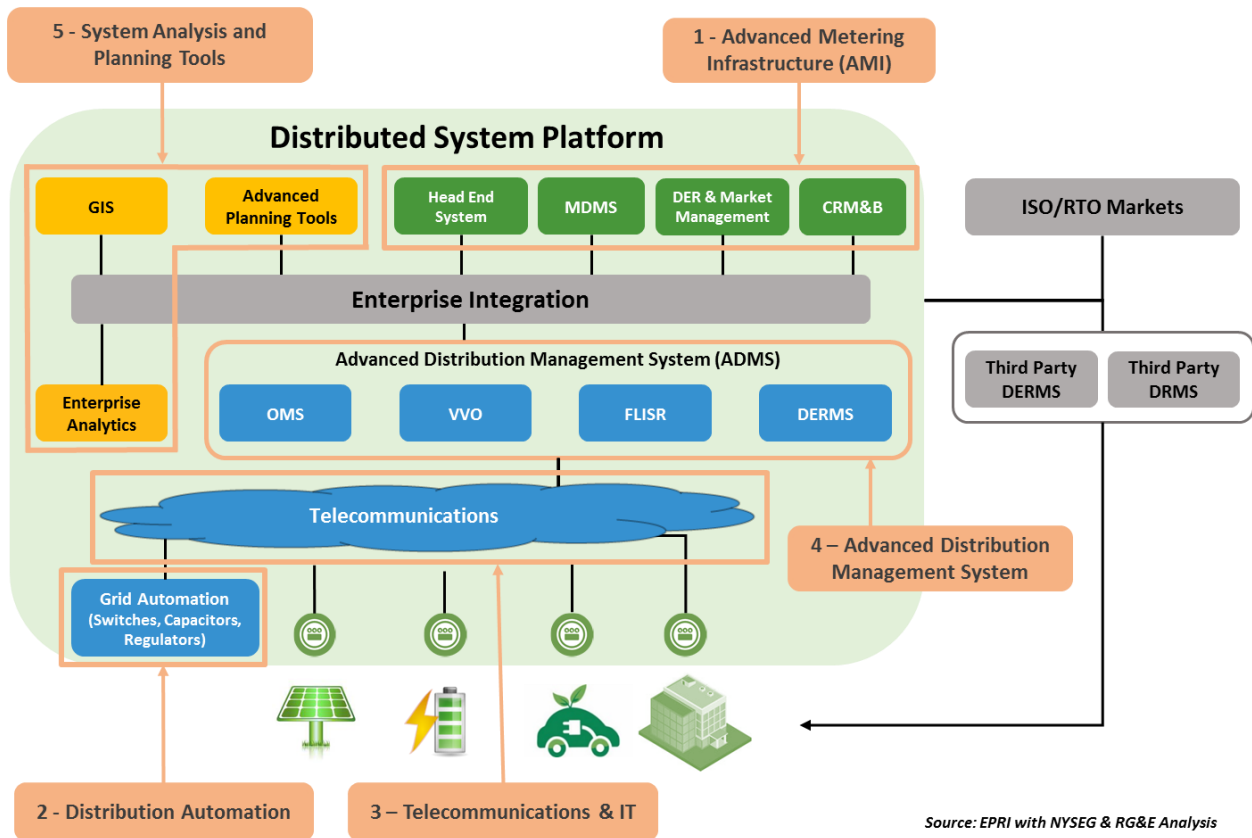 5 - System Analysis and
Planning Tools
1 - Advanced Metering
Infrastructure (AMI)
Distributed System Platform
GIS
Advanced
Planning Tools
Head End
System
MDMS
DER & Market
Management
CRM&B
ISO/RTO Markets
Enterprise Integration
Advanced Distribution Management System (ADMS)
Third Party
DERMS
Third Party
DRMS
Enterprise
Analytics
OMS
VVO
FLISR
DERMS
Telecommunications
4 – Advanced Distribution
Management System
Grid Automation
(Switches, Capacitors,
Regulators)
2 - Distribution Automation
3 – Telecommunications & IT
Source: EPRI with NYSEG & RG&E Analysis